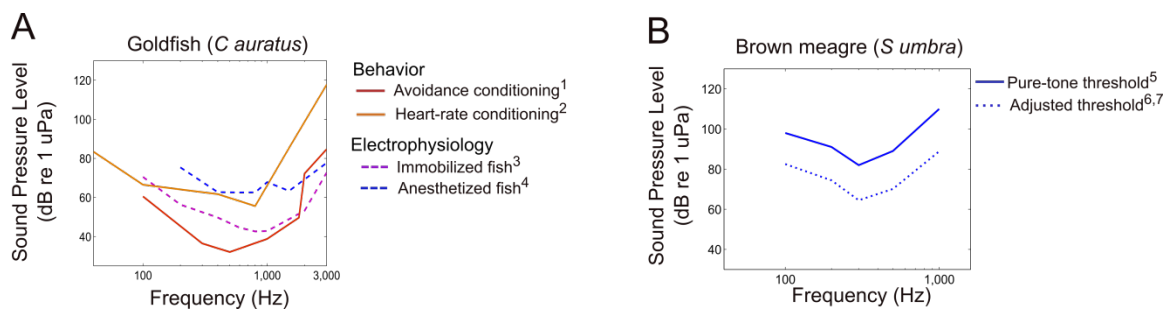 A
Goldfish (C auratus)
Sound Pressure Level
(dB re 1 uPa)
120
100
80
60
40
100
1,000
3,000
Frequency (Hz)
Behavior
Avoidance conditioning1
Heart-rate conditioning2
Electrophysiology
Immobilized fish3
Anesthetized fish4
B
Brown meagre (S umbra)
Sound Pressure Level
(dB re 1 uPa)
120
100
80
60
40
100
1,000
Frequency (Hz)
Pure-tone threshold5
Adjusted threshold6,7